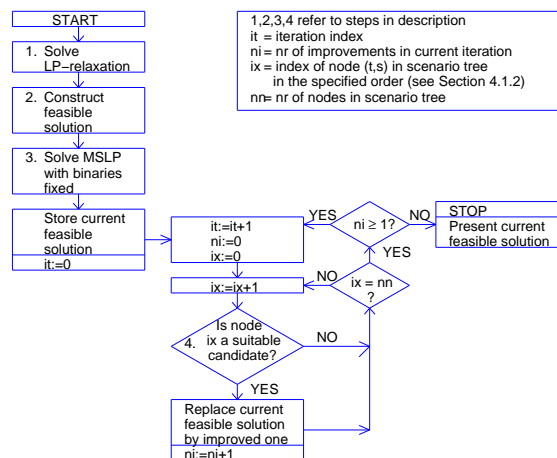 START
1. Solve
LP-relaxation
2. Construct
feasible
solution
3. Solve MSLP
with binaries
fixed
Store current
feasible
solution
it:=0
1,2,3,4 refer to steps in description
it = iteration index
ni = nr of improvements in current iteration
ix = index of node (t,s) in scenario tree
in the specified order (see Section 4.1.2)
nn= nr of nodes in scenario tree
it:=it+1
ni:=0
ix:=0
YES
ni ≥ 1?
NO
STOP
Present current
feasible solution
YES
ix:=ix+1
NO
ix = nn
?
4. Is node
ix a suitable
candidate?
NO
YES
Replace current
feasible solution
by improved one
ni:=ni+1